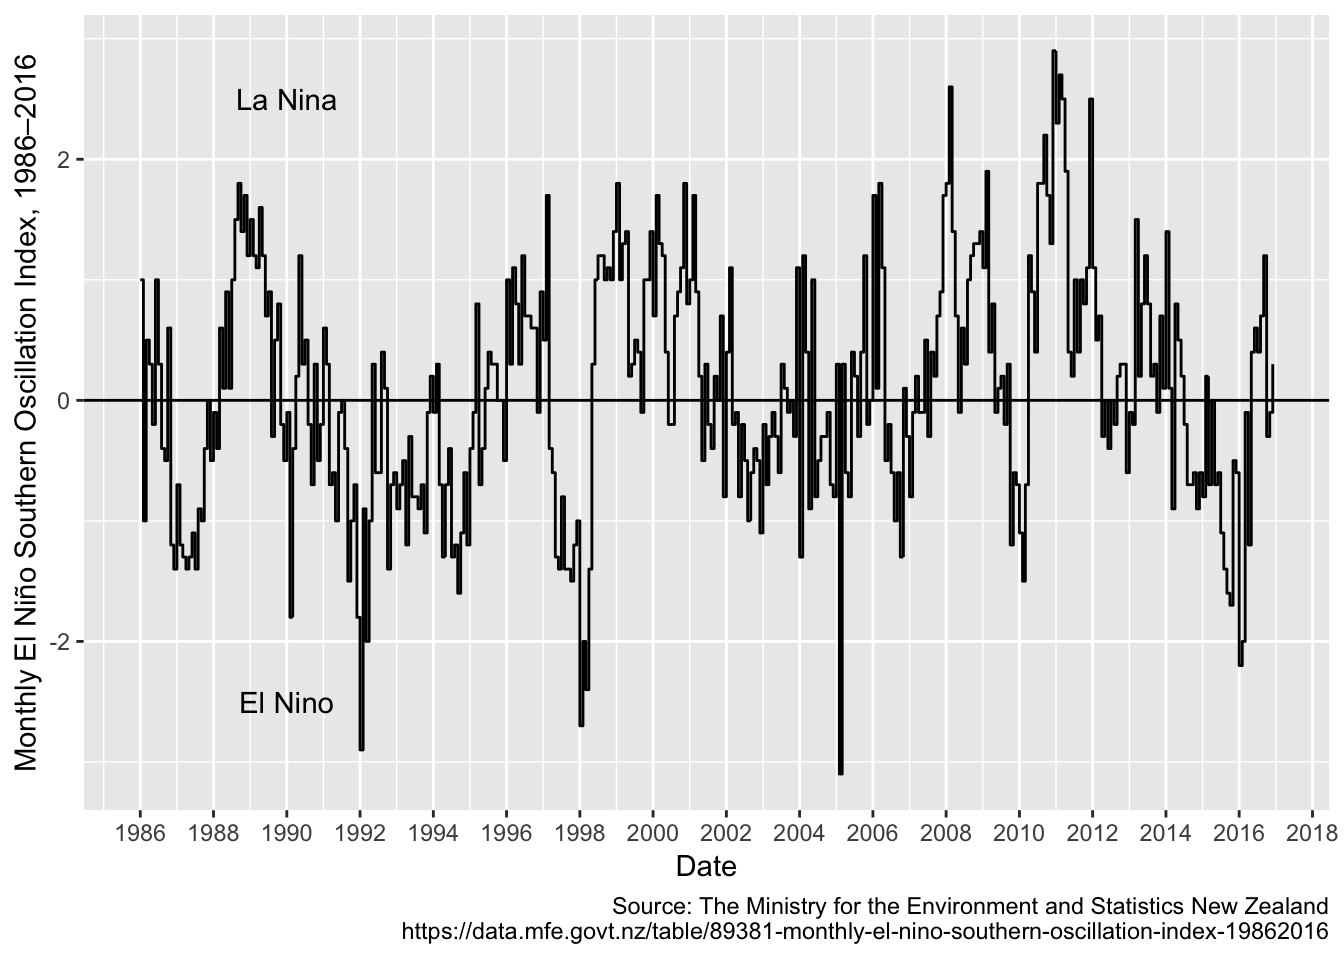 Monthly El Niño Southern Oscillation Index, 1986–2016
La Nina
2
0
-2
El Nino
1986 1988 1990 1992 1994 1996 1998 2000 2002 2004 2006 2008 2010 2012 2014 2016 2018
Date
Source: The Ministry for the Environment and Statistics New Zealand
https://data.mfe.govt.nz/table/89381-monthly-el-nino-southern-oscillation-index-19862016